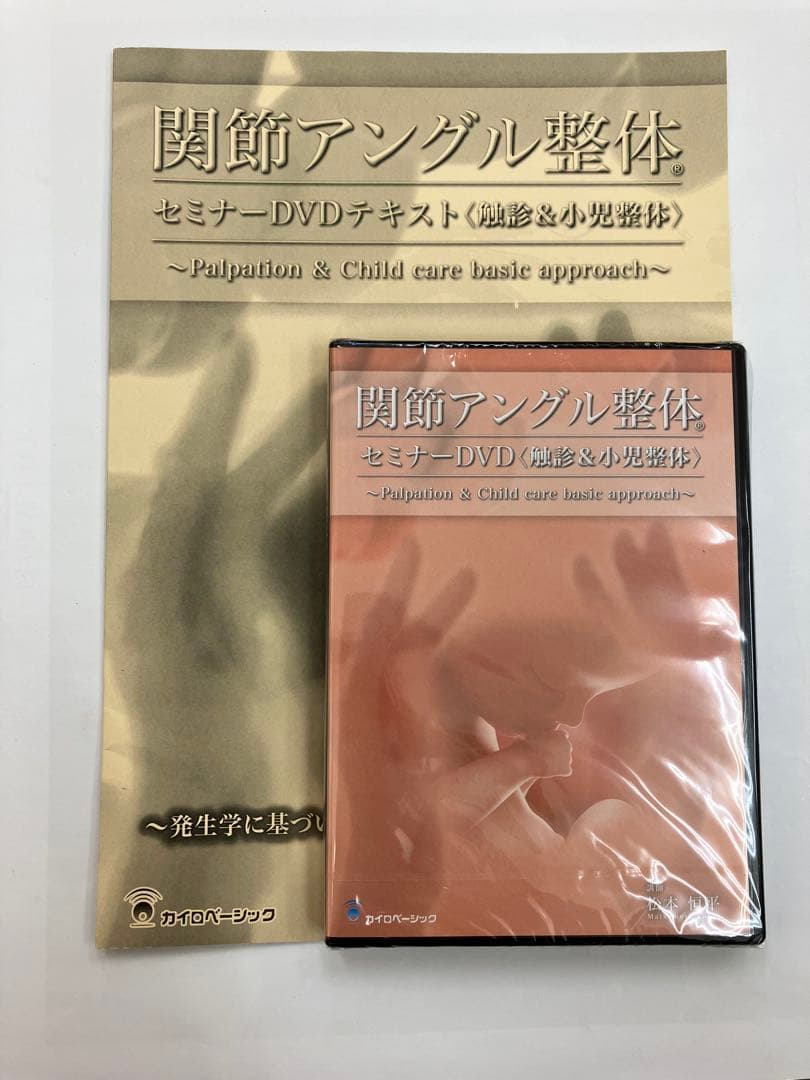 関節アングル整体®
セミナーDVDテキスト〈触診&小児整体〉
~Palpation & Child care basic approach~
~発生学に基づい
カイロベーシック
関節アングル整体®
セミナーDVD〈触診&小児整体〉
~Palpation & Child care basic approach~
講師
松本 恒平
カイロベーシック